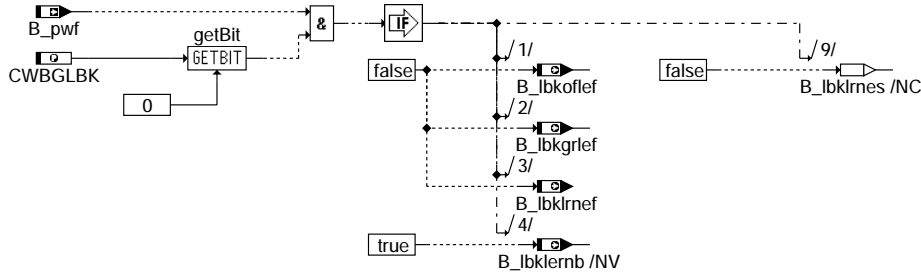 B_pwf
&
IF
getBit
GETBIT
CWBGLBK
0
1/
9/
false
B_lbkoflef
false
B_lbklrnes /NC
2/
B_lbkgrlef
3/
B_lbklrnef
4/
true
B_lbklernb /NV